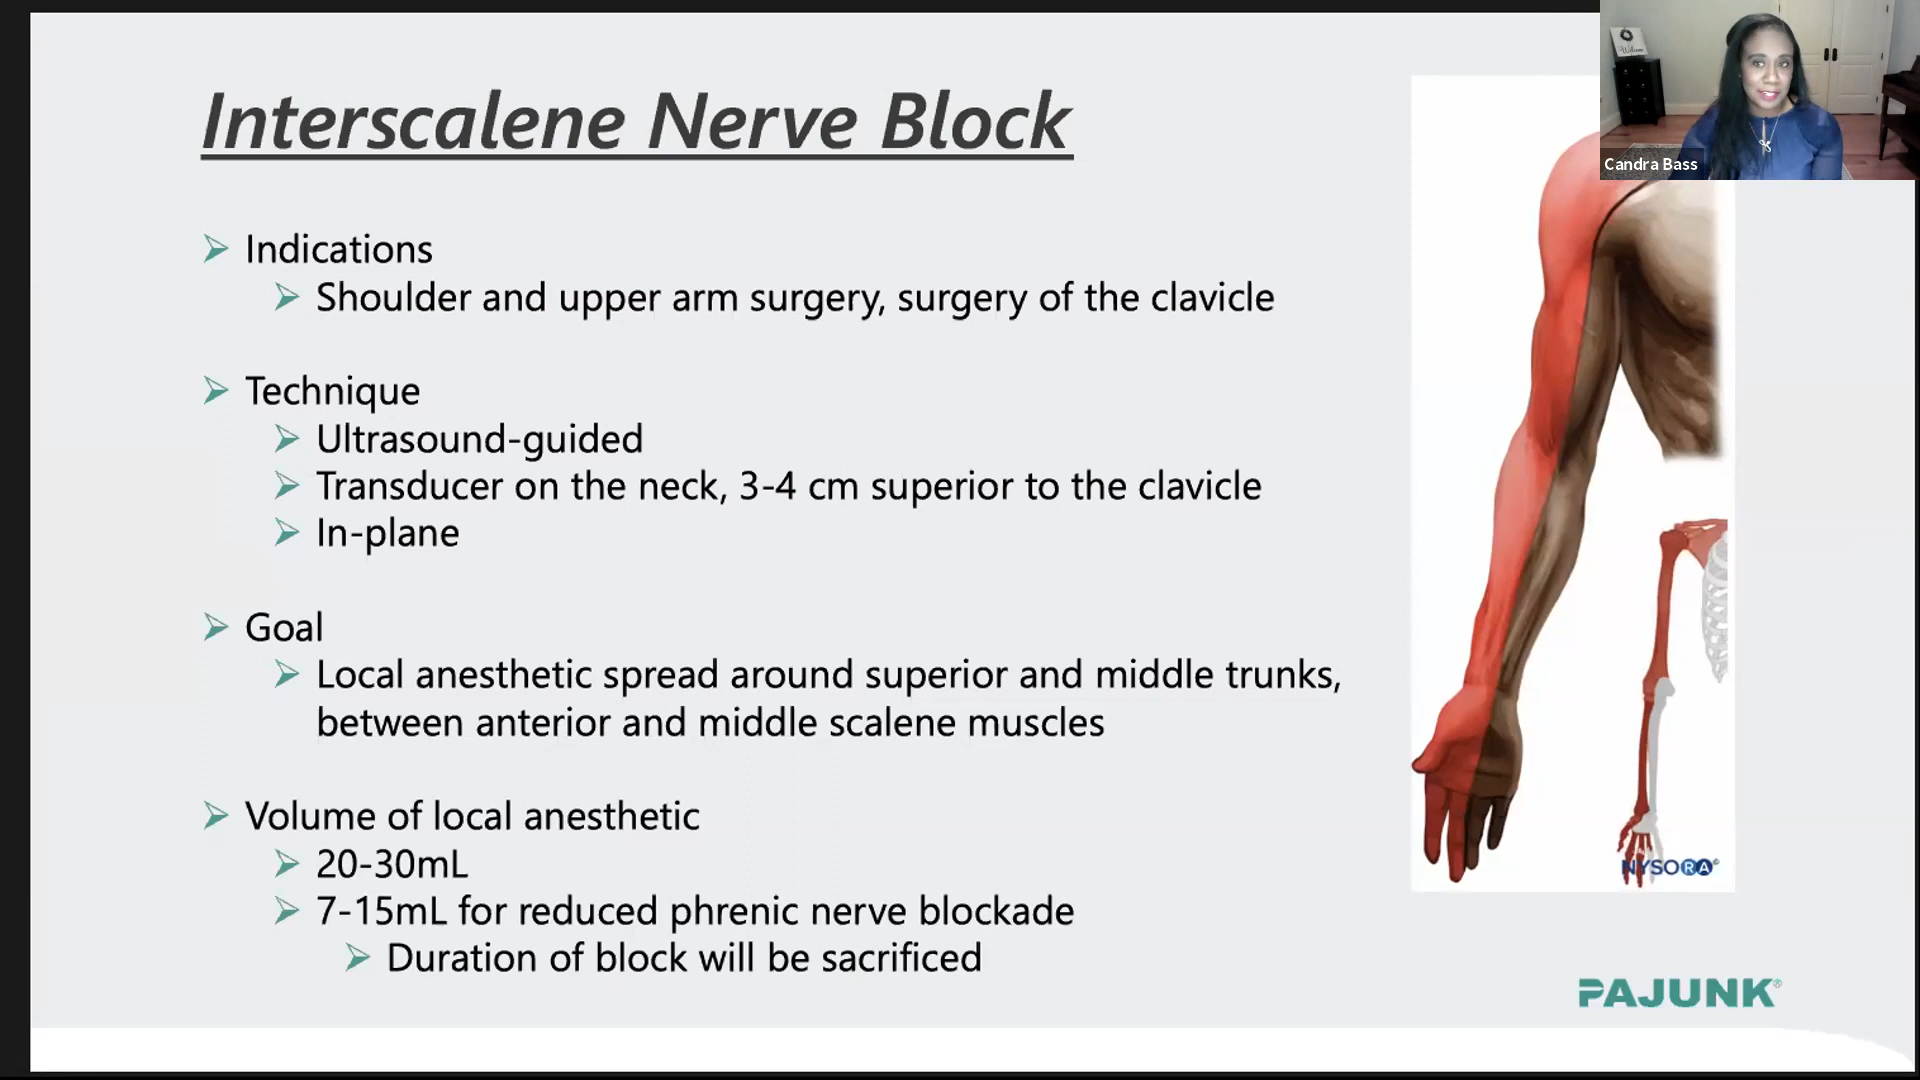 Interscalene Nerve Block
Candra Bass
Welcome
Indications
Shoulder and upper arm surgery, surgery of the clavicle
Technique
Ultrasound-guided
Transducer on the neck, 3-4 cm superior to the clavicle
In-plane
Goal
Local anesthetic spread around superior and middle trunks,
between anterior and middle scalene muscles
Volume of local anesthetic
20-30mL
7-15mL for reduced phrenic nerve blockade
Duration of block will be sacrificed
NYSORA
PAJUNK®